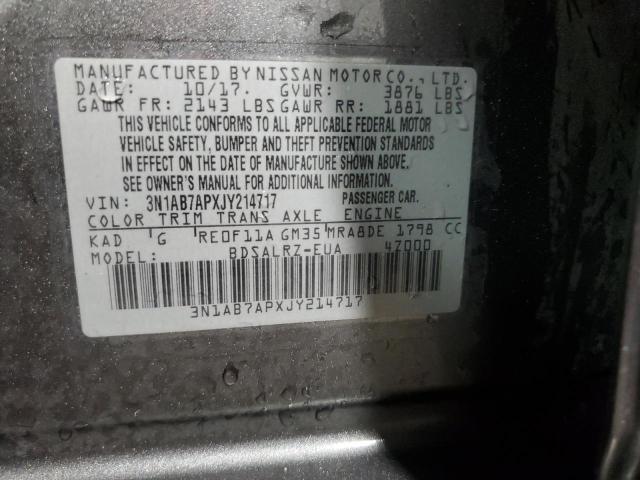 MANUFACTURED BY NISSAN MOTOR CO., LTD.
DATE: 10/17. GVWR: 3876 LBS
GAWR FR: 2143 LBS GAWR RR: 1881 LBS
THIS VEHICLE CONFORMS TO ALL APPLICABLE FEDERAL MOTOR
VEHICLE SAFETY, BUMPER AND THEFT PREVENTION STANDARDS
IN EFFECT ON THE DATE OF MANUFACTURE SHOWN ABOVE.
SEE OWNER'S MANUAL FOR ADDITIONAL INFORMATION.
VIN: 3N1AB7APXJY214717 PASSENGER CAR.
COLOR TRIM TRANS AXLE ENGINE
KAD G RE0F11A GM35 MRA8DE 1798 CC
MODEL: BDSALRZ-EUA 4Z000
3N1AB7APXJY214717